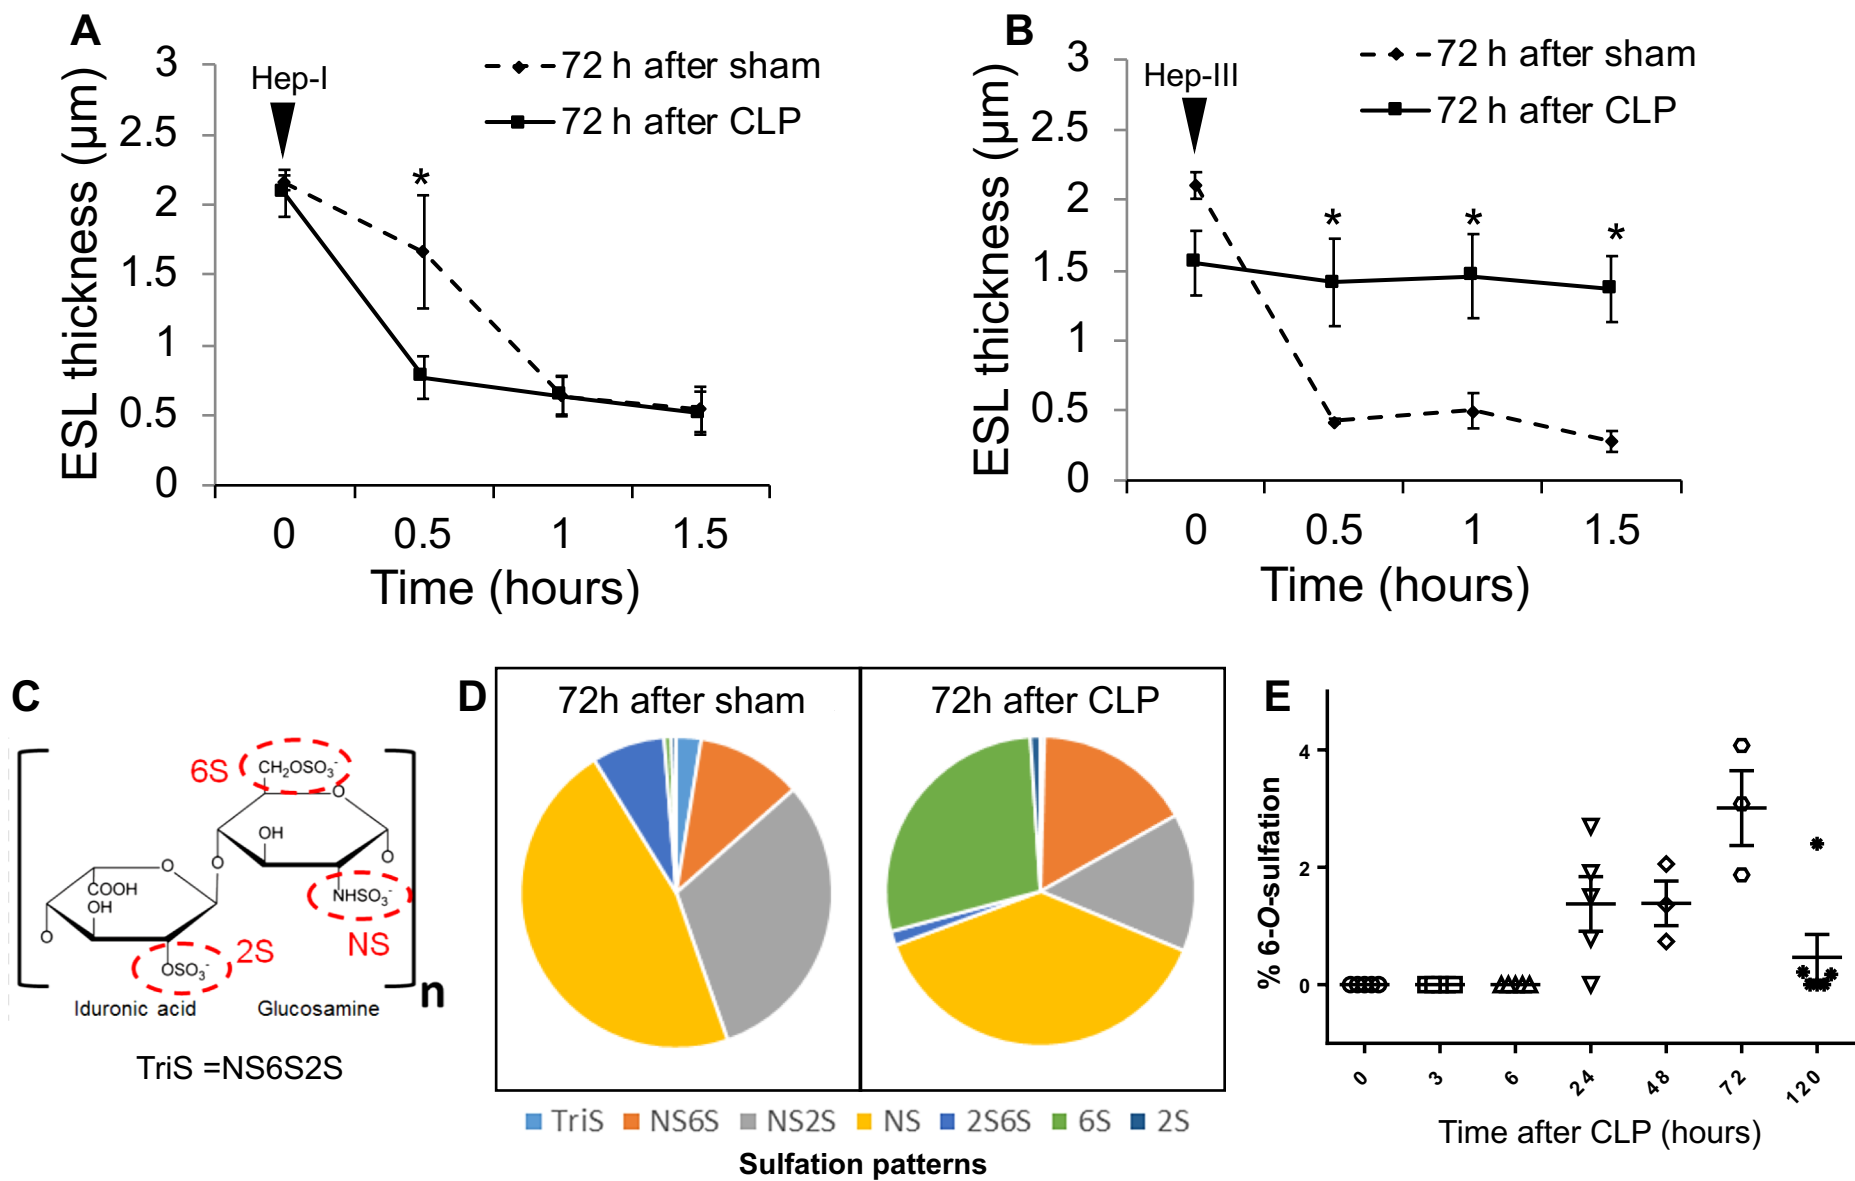 A
Hep-I
72 h after sham
72 h after CLP
ESL thickness (μm)
3
2.5
2
1.5
1
0.5
0
*
0
0.5
1
1.5
Time (hours)
B
Hep-III
72 h after sham
72 h after CLP
ESL thickness (μm)
3
2.5
2
1.5
1
0.5
0
*
*
*
0
0.5
1
1.5
Time (hours)
C
6S
CH₂OSO₃⁻
O
OH
O
O
O
COOH
OH
NHSO₃⁻
O
NS
2S
OSO₃⁻
n
Iduronic acid
Glucosamine
TriS =NS6S2S
D
72h after sham
72h after CLP
TriS
NS6S
NS2S
NS
2S6S
6S
2S
Sulfation patterns
E
% 6-O-sulfation
4
2
0
0
3
6
24
48
72
120
Time after CLP (hours)